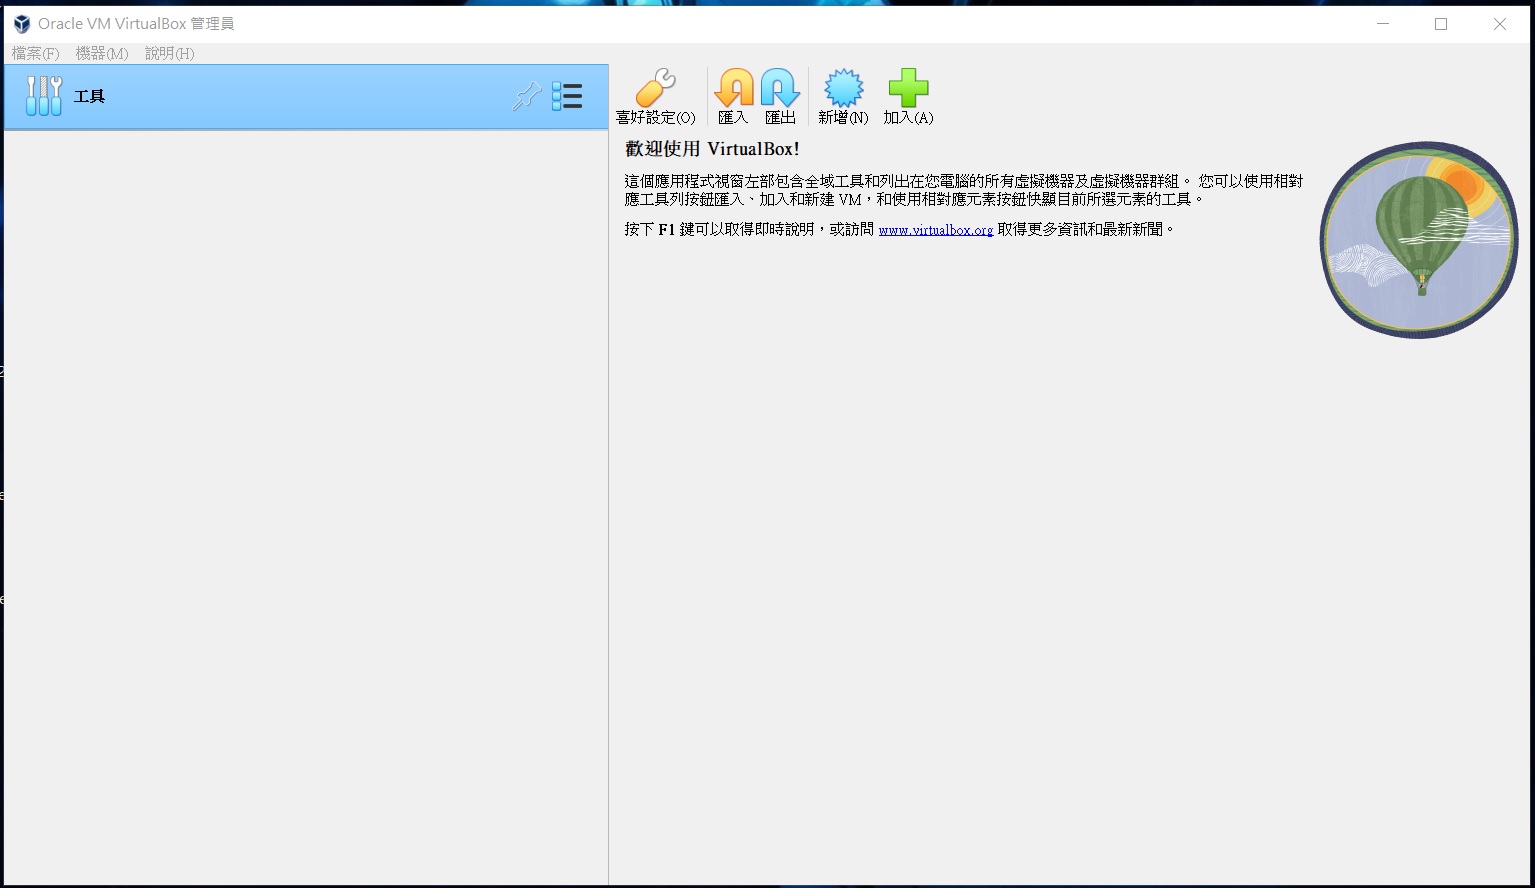 Oracle VM VirtualBox 管理員
檔案(F) 機器(M) 說明(H)
工具
喜好設定(O) 匯入 匯出 新增(N) 加入(A)
歡迎使用 VirtualBox!
這個應用程式視窗左部包含全域工具和列出在您電腦的所有虛擬機器及虛擬機器群組。 您可以使用相對
應工具列按鈕匯入、加入和新建 VM，和使用相對應元素按鈕快顯目前所選元素的工具。
按下 F1 鍵可以取得即時說明，或訪問 www.virtualbox.org 取得更多資訊和最新新聞。